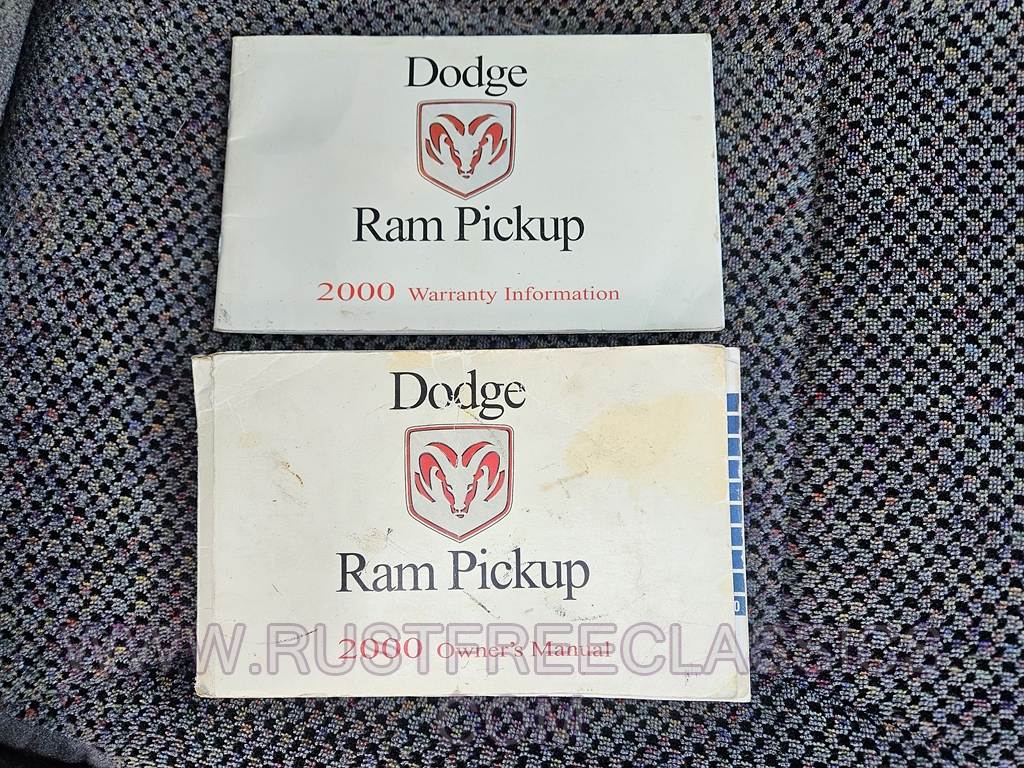 Dodge
Ram Pickup
2000 Warranty Information
Dodge
Ram Pickup
2000 Owner's Manual